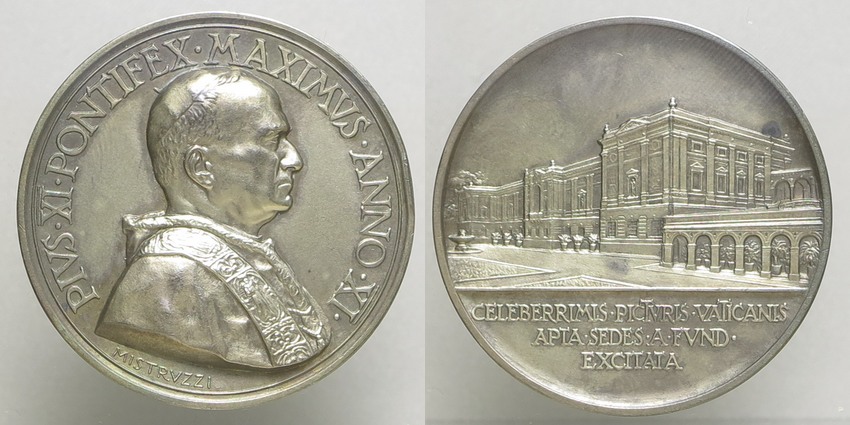 PIVS·XI·PONTIFEX·MAXIMVS·ANNO·XI·
MISTRVZZI
CELEBERRIMIS·PICTVRIS·VATICANIS
APTA·SEDES·A·FVND·
EXCITATA